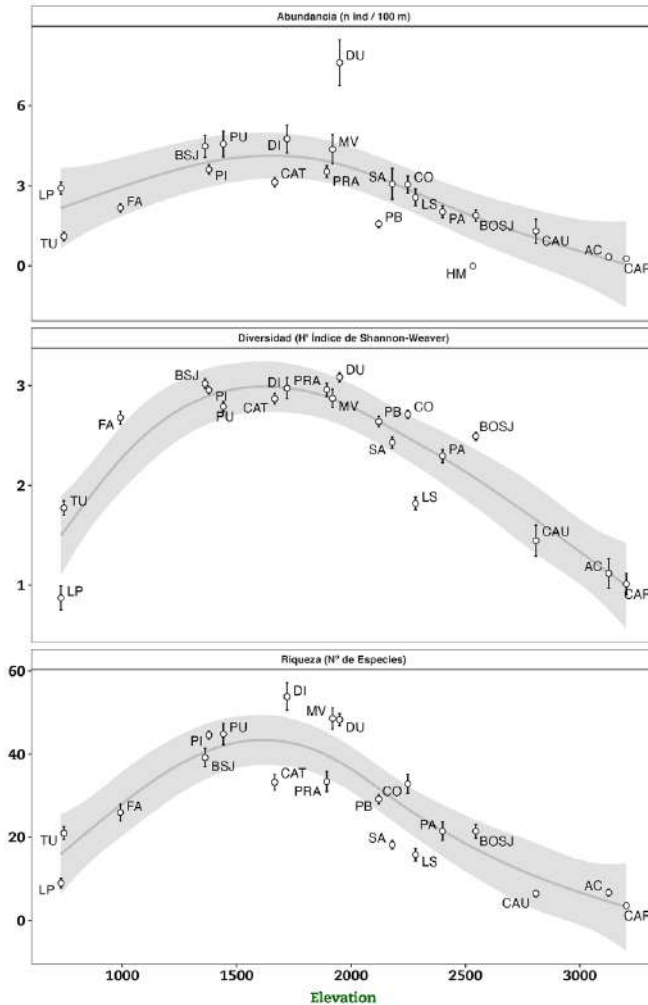 Abundancia (n ind / 100 m)
DU
6
PU
DI
MV
BSJ
PI
3
CAT
PRA
SA
CO
LP
FA
LS
PB
PA
BOSJ
TU
CAU
AC
0
HM
CAR
Diversidad (H' Índice de Shannon-Weaver)
3
BSJ
DI
PRA
DU
PI
PU
CAT
MV
PB
CO
FA
BOSJ
SA
PA
2
TU
LS
CAU
AC
1
LP
CAR
Riqueza (Nº de Especies)
60
DI
MV
DU
PI
PU
40
BSJ
CAT
PRA
CO
PB
FA
TU
PA
BOSJ
20
SA
LS
LP
CAU
AC
0
CAR
1000 1500 2000 2500 3000
Elevation